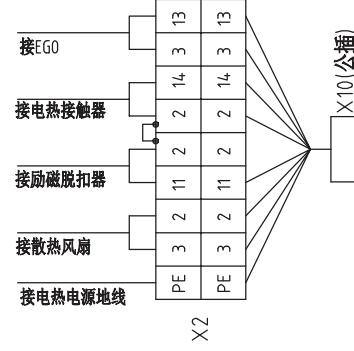 13 13
接EGO
3 3
14 14
接电热接触器
2 2
2 2
接励磁脱扣器
11 11
2 2
接散热风扇
3 3
PE PE
接电热电源地线
X2
X10(公插)